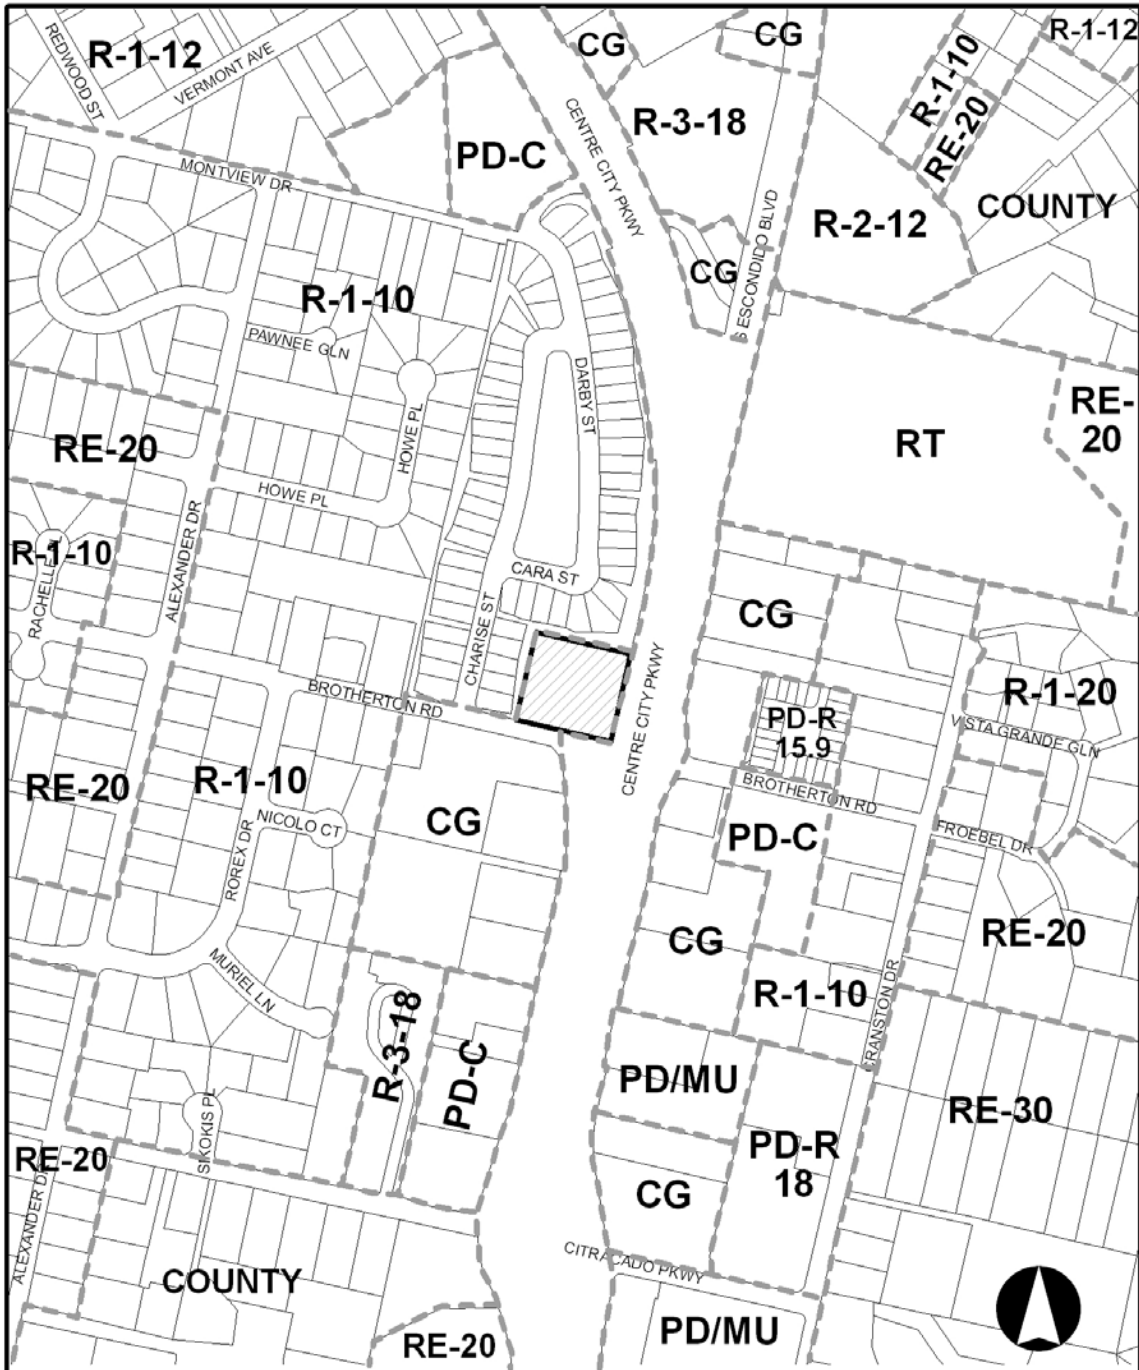 R-1-12
REDWOOD ST
VERMONT AVE
CG
CG
R-1-12
R-1-10
RE-20
R-3-18
PD-C
CENTRE CITY PKWY
MONTVIEW DR
COUNTY
R-2-12
S ESCONDIDO BLVD
CG
R-1-10
PAWNEE GLN
DARBY ST
HOWE PL
RE-20
RT
RE-
20
HOWE PL
ALEXANDER DR
R-1-10
RACHELLE
CARA ST
CHARISE ST
CG
BROTHERTON RD
CENTRE CITY PKWY
R-1-20
PD-R
15.9
VISTA GRANDE GLN
RE-20
R-1-10
NICOLO CT
ROREX DR
CG
BROTHERTON RD
PD-C
FROEBEL DR
CG
RE-20
MURIEL LN
R-3-18
PD-C
R-1-10
CRANSTON DR
PD/MU
RE-30
SIKOKIS PL
PD-R
18
RE-20
ALEXANDER DR
CG
CITRACADO PKWY
COUNTY
RE-20
PD/MU